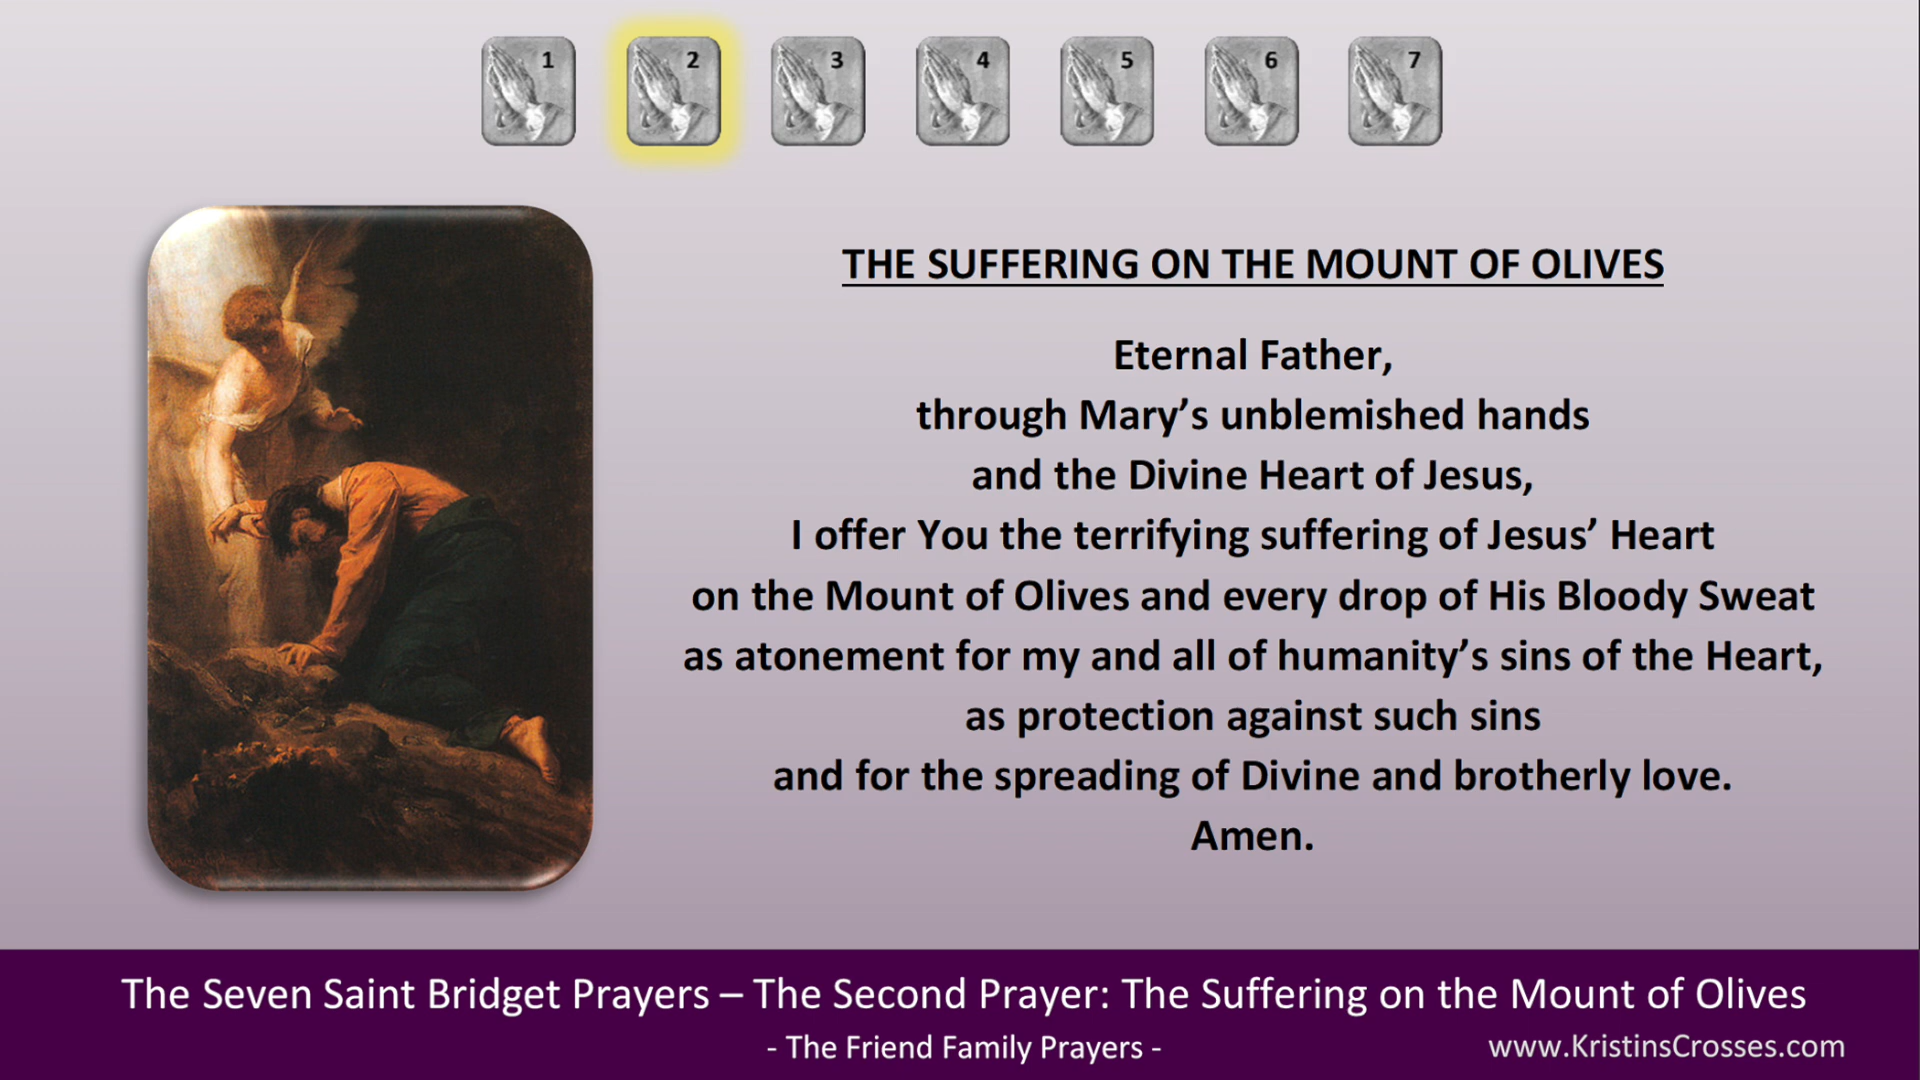 1 2 3 4 5 6 7
THE SUFFERING ON THE MOUNT OF OLIVES
Eternal Father,
through Mary’s unblemished hands
and the Divine Heart of Jesus,
I offer You the terrifying suffering of Jesus’ Heart
on the Mount of Olives and every drop of His Bloody Sweat
as atonement for my and all of humanity’s sins of the Heart,
as protection against such sins
and for the spreading of Divine and brotherly love.
Amen.
The Seven Saint Bridget Prayers – The Second Prayer: The Suffering on the Mount of Olives
- The Friend Family Prayers -
www.KristinsCrosses.com